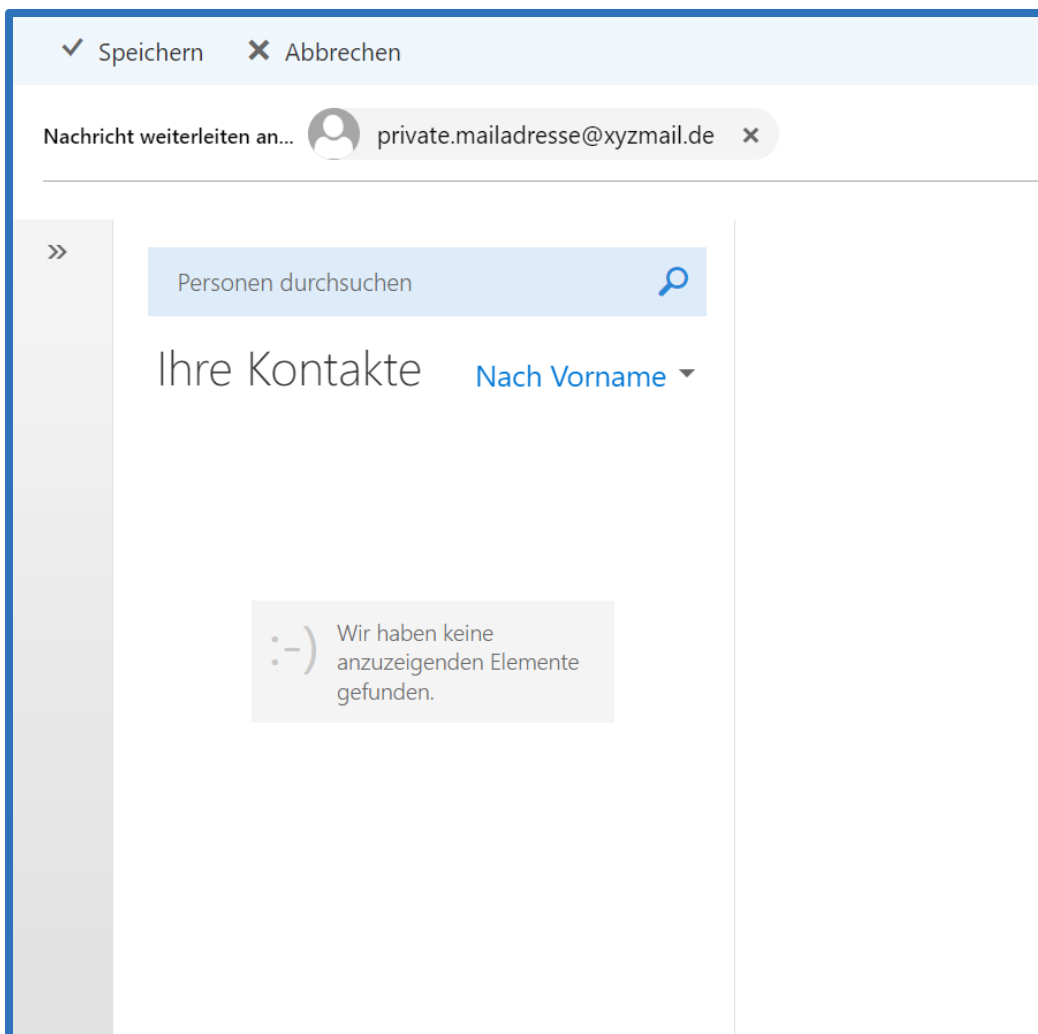 Speichern Abbrechen
Nachricht weiterleiten an... private.mailadresse@xyzmail.de
Personen durchsuchen
Ihre Kontakte Nach Vorname
:-) Wir haben keine
anzuzeigenden Elemente
gefunden.